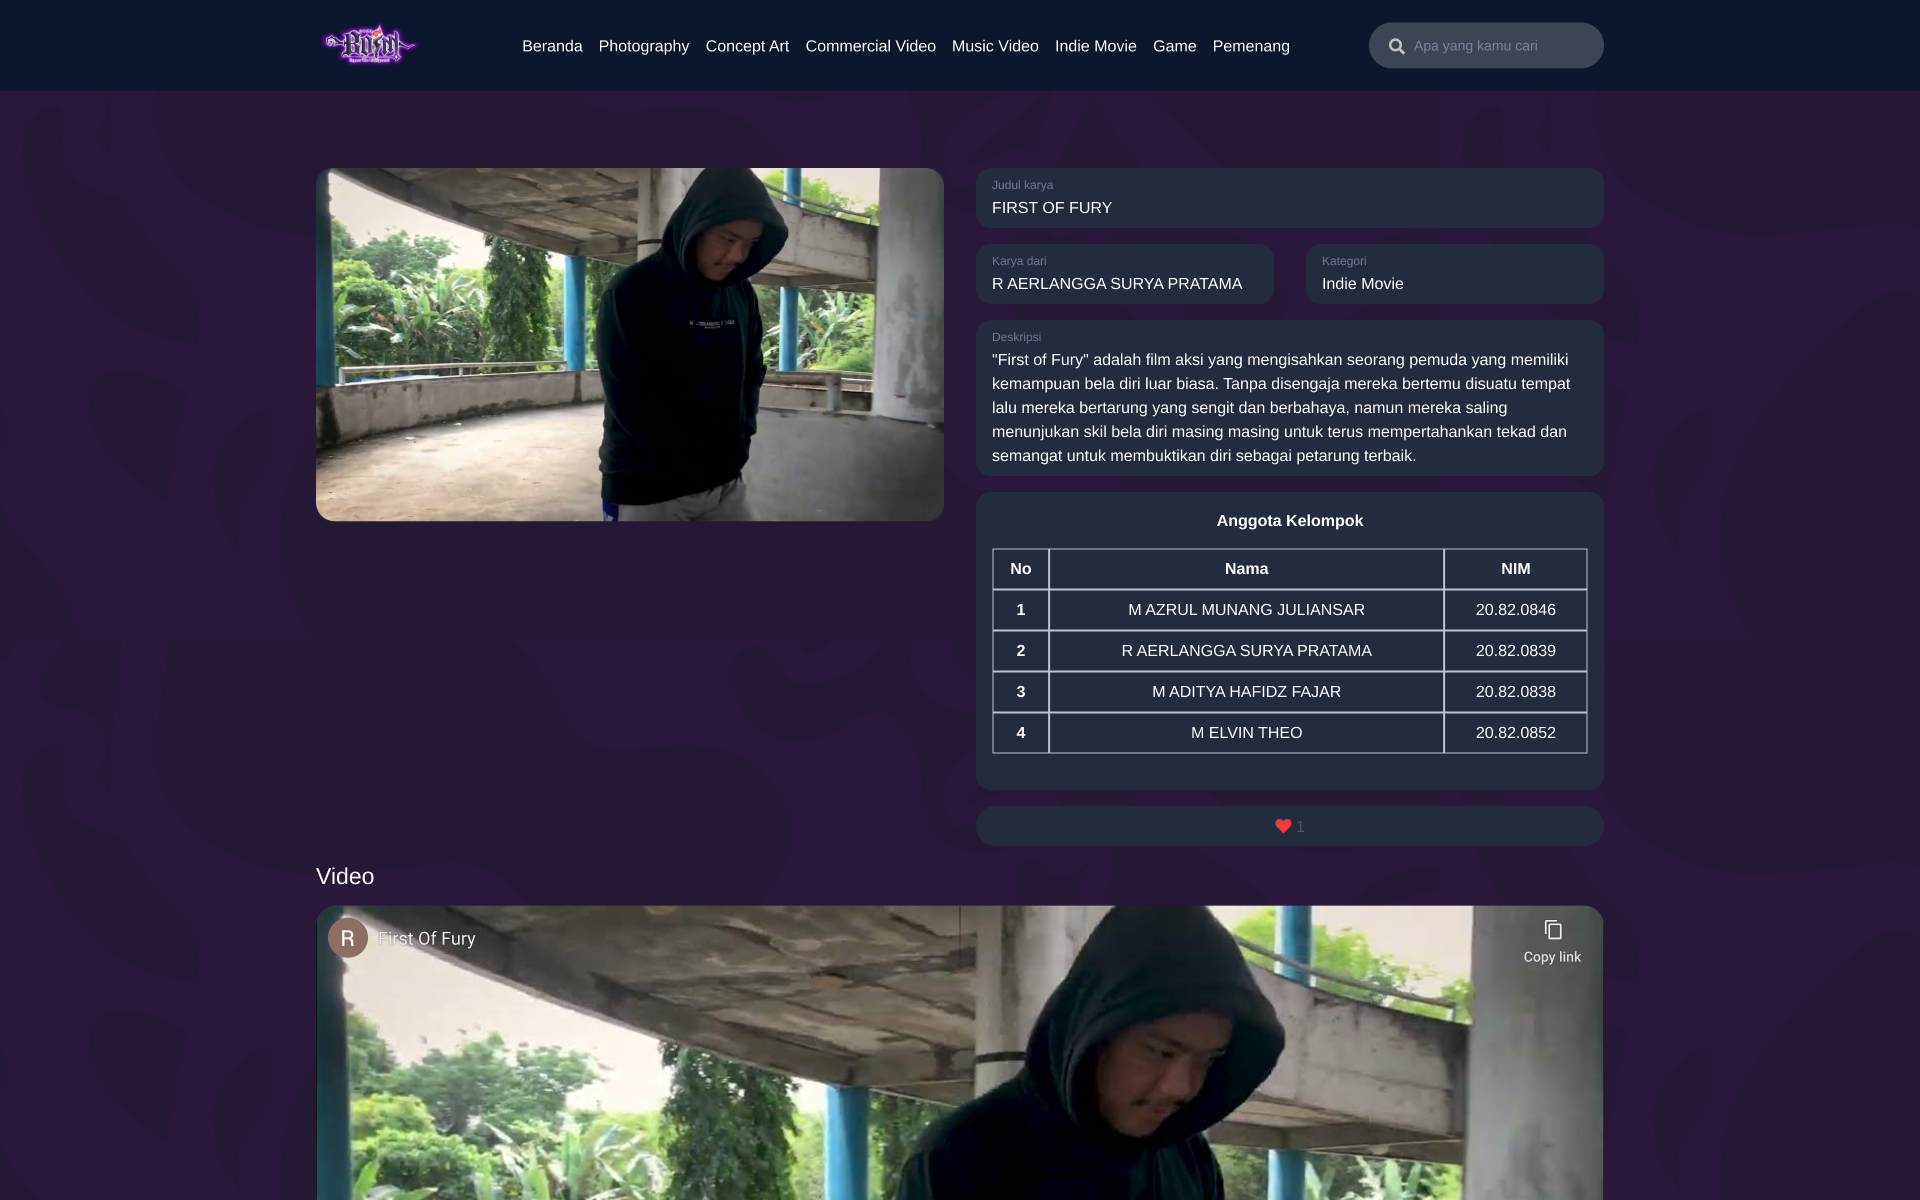 Beranda Photography Concept Art Commercial Video Music Video Indie Movie Game Pemenang
Apa yang kamu cari
Judul karya
FIRST OF FURY
Karya dari
R AERLANGGA SURYA PRATAMA
Kategori
Indie Movie
Deskripsi
"First of Fury" adalah film aksi yang mengisahkan seorang pemuda yang memiliki
kemampuan bela diri luar biasa. Tanpa disengaja mereka bertemu disuatu tempat
lalu mereka bertarung yang sengit dan berbahaya, namun mereka saling
menunjukan skil bela diri masing masing untuk terus mempertahankan tekad dan
semangat untuk membuktikan diri sebagai petarung terbaik.
Anggota Kelompok
No Nama NIM
1 M AZRUL MUNANG JULIANSAR 20.82.0846
2 R AERLANGGA SURYA PRATAMA 20.82.0839
3 M ADITYA HAFIDZ FAJAR 20.82.0838
4 M ELVIN THEO 20.82.0852
1
Video
R First Of Fury
Copy link